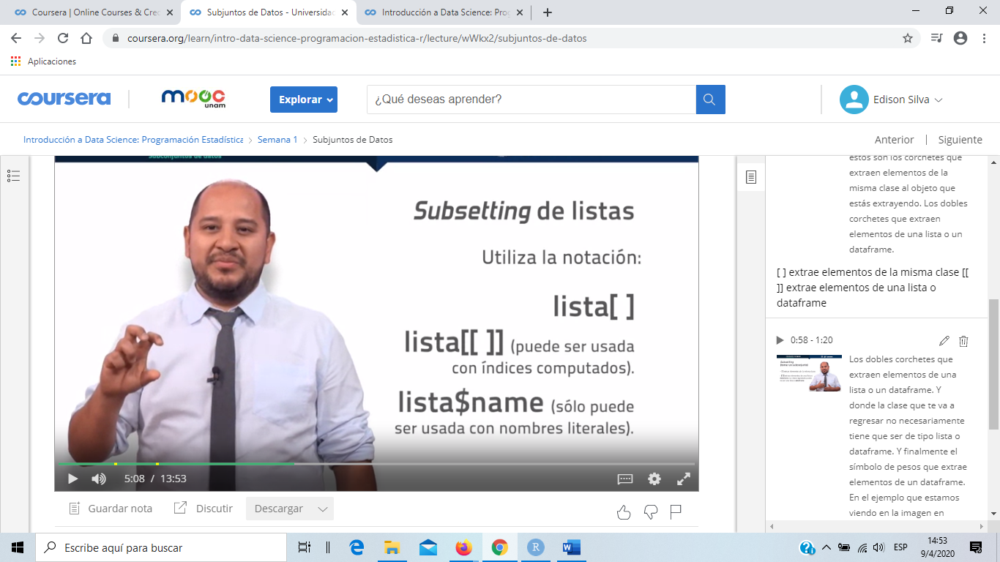 Coursera | Online Courses & Cred
Subjuntos de Datos - Universidad
Introducción a Data Science: Prog
coursera.org/learn/intro-data-science-programacion-estadistica-r/lecture/wWkx2/subjuntos-de-datos
Aplicaciones
coursera
mooc
unam
Explorar
¿Qué deseas aprender?
Edison Silva
Introducción a Data Science: Programación Estadística
Semana 1
Subjuntos de Datos
Anterior | Siguiente
Subconjuntos de datos
Subsetting de listas
Utiliza la notación:
lista[ ]
lista[[ ]] (puede ser usada
con índices computados).
lista$name (sólo puede
ser usada con nombres literales).
5:08 / 13:53
Guardar nota
Discutir
Descargar
estos son los corchetes que
extraen elementos de la
misma clase al objeto que
estás extrayendo. Los dobles
corchetes que extraen
elementos de una lista o un
dataframe.
[ ] extrae elementos de la misma clase [[
]] extrae elementos de una lista o
dataframe
0:58 - 1:20
Los dobles corchetes que
extraen elementos de una
lista o un dataframe. Y
donde la clase que te va a
regresar no necesariamente
tiene que ser de tipo lista o
dataframe. Y finalmente el
símbolo de pesos que extrae
elementos de un dataframe.
En el ejemplo que estamos
viendo en la imagen en
Escribe aquí para buscar
ESP
14:53
9/4/2020